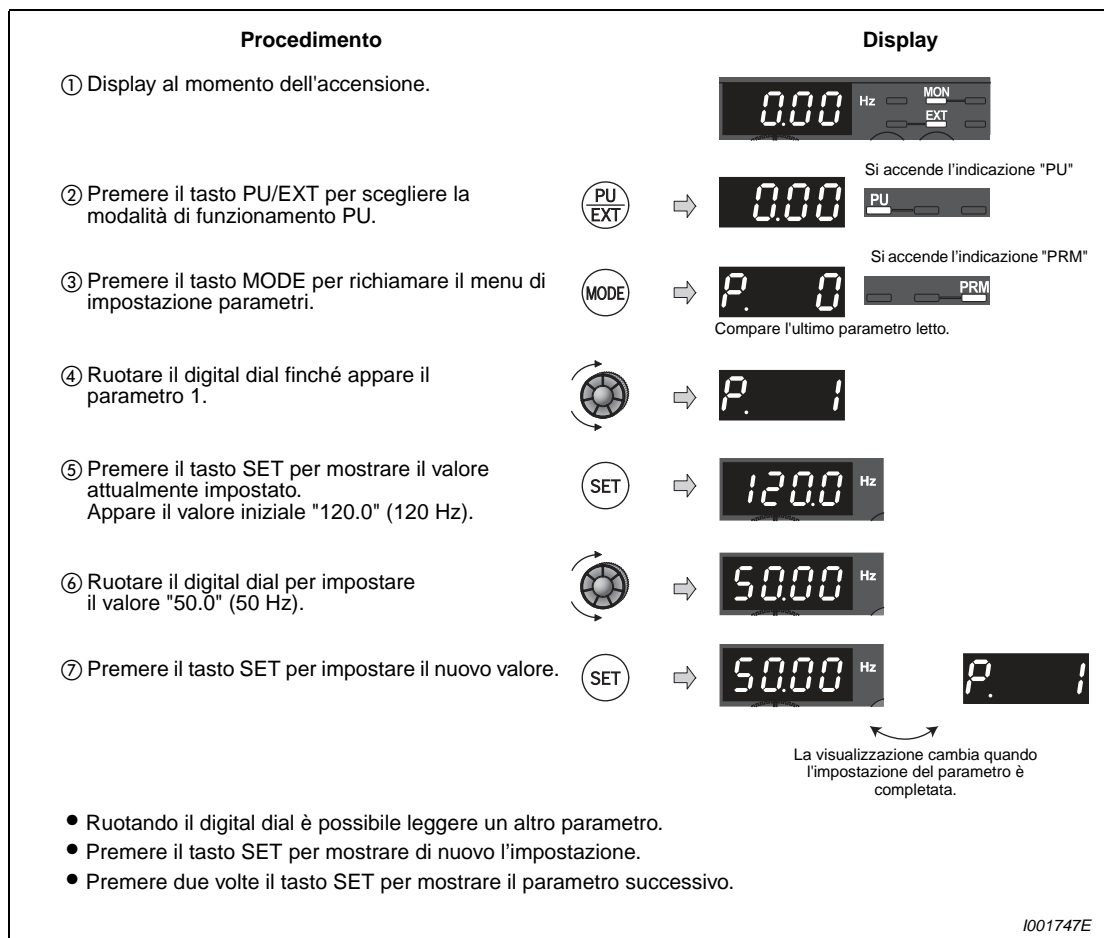 Procedimento
Display
① Display al momento dell'accensione.
0.00 Hz MON
EXT
② Premere il tasto PU/EXT per scegliere la
modalità di funzionamento PU.
PU
EXT
0.00
Si accende l'indicazione "PU"
PU
③ Premere il tasto MODE per richiamare il menu di
impostazione parametri.
MODE
P. 0
Si accende l'indicazione "PRM"
PRM
Compare l'ultimo parametro letto.
④ Ruotare il digital dial finché appare il
parametro 1.
P. 1
⑤ Premere il tasto SET per mostrare il valore
attualmente impostato.
Appare il valore iniziale "120.0" (120 Hz).
SET
120.0 Hz
⑥ Ruotare il digital dial per impostare
il valore "50.0" (50 Hz).
50.00 Hz
⑦ Premere il tasto SET per impostare il nuovo valore.
SET
50.00 Hz
P. 1
La visualizzazione cambia quando
l'impostazione del parametro è
completata.
● Ruotando il digital dial è possibile leggere un altro parametro.
● Premere il tasto SET per mostrare di nuovo l'impostazione.
● Premere due volte il tasto SET per mostrare il parametro successivo.
I001747E